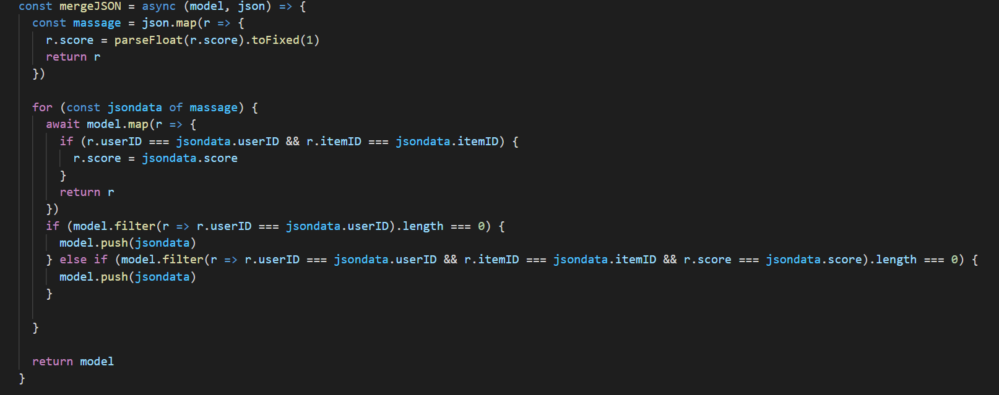 const mergeJSON = async (model, json) => {
  const massage = json.map(r => {
    r.score = parseFloat(r.score).toFixed(1)
    return r
  })

  for (const jsondata of massage) {
    await model.map(r => {
      if (r.userID === jsondata.userID && r.itemID === jsondata.itemID) {
        r.score = jsondata.score
      }
      return r
    })
    if (model.filter(r => r.userID === jsondata.userID).length === 0) {
      model.push(jsondata)
    } else if (model.filter(r => r.userID === jsondata.userID && r.itemID === jsondata.itemID && r.score === jsondata.score).length === 0) {
      model.push(jsondata)
    }

  }

  return model
}